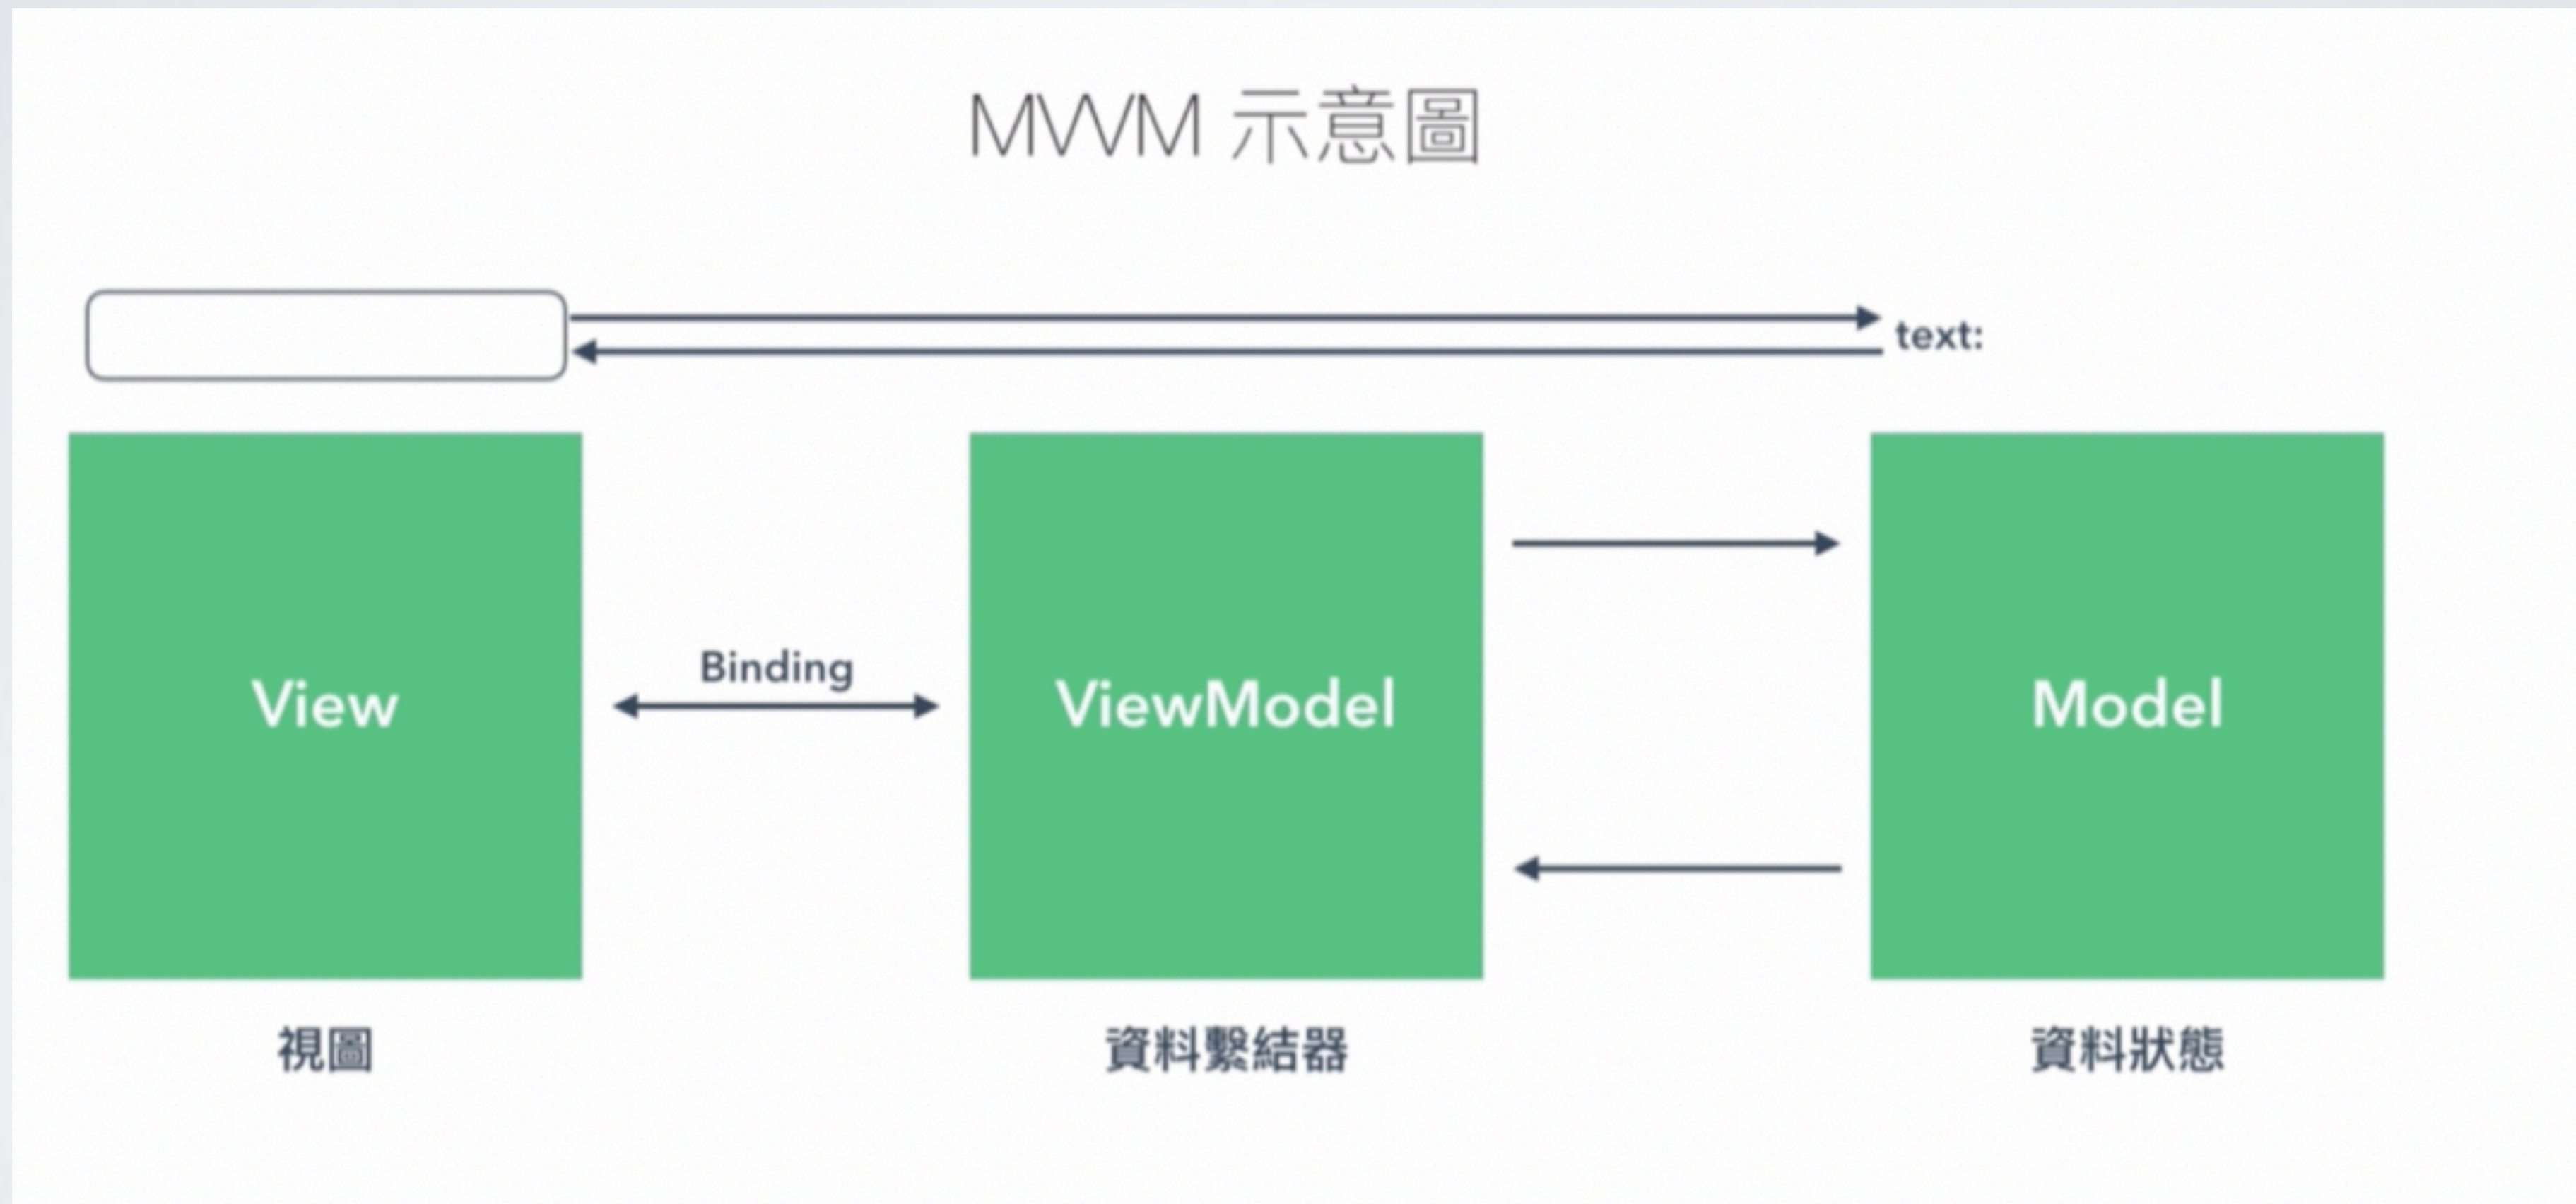 MVVM 示意圖
text:
Binding
View
ViewModel
Model
視圖
資料繫結器
資料狀態